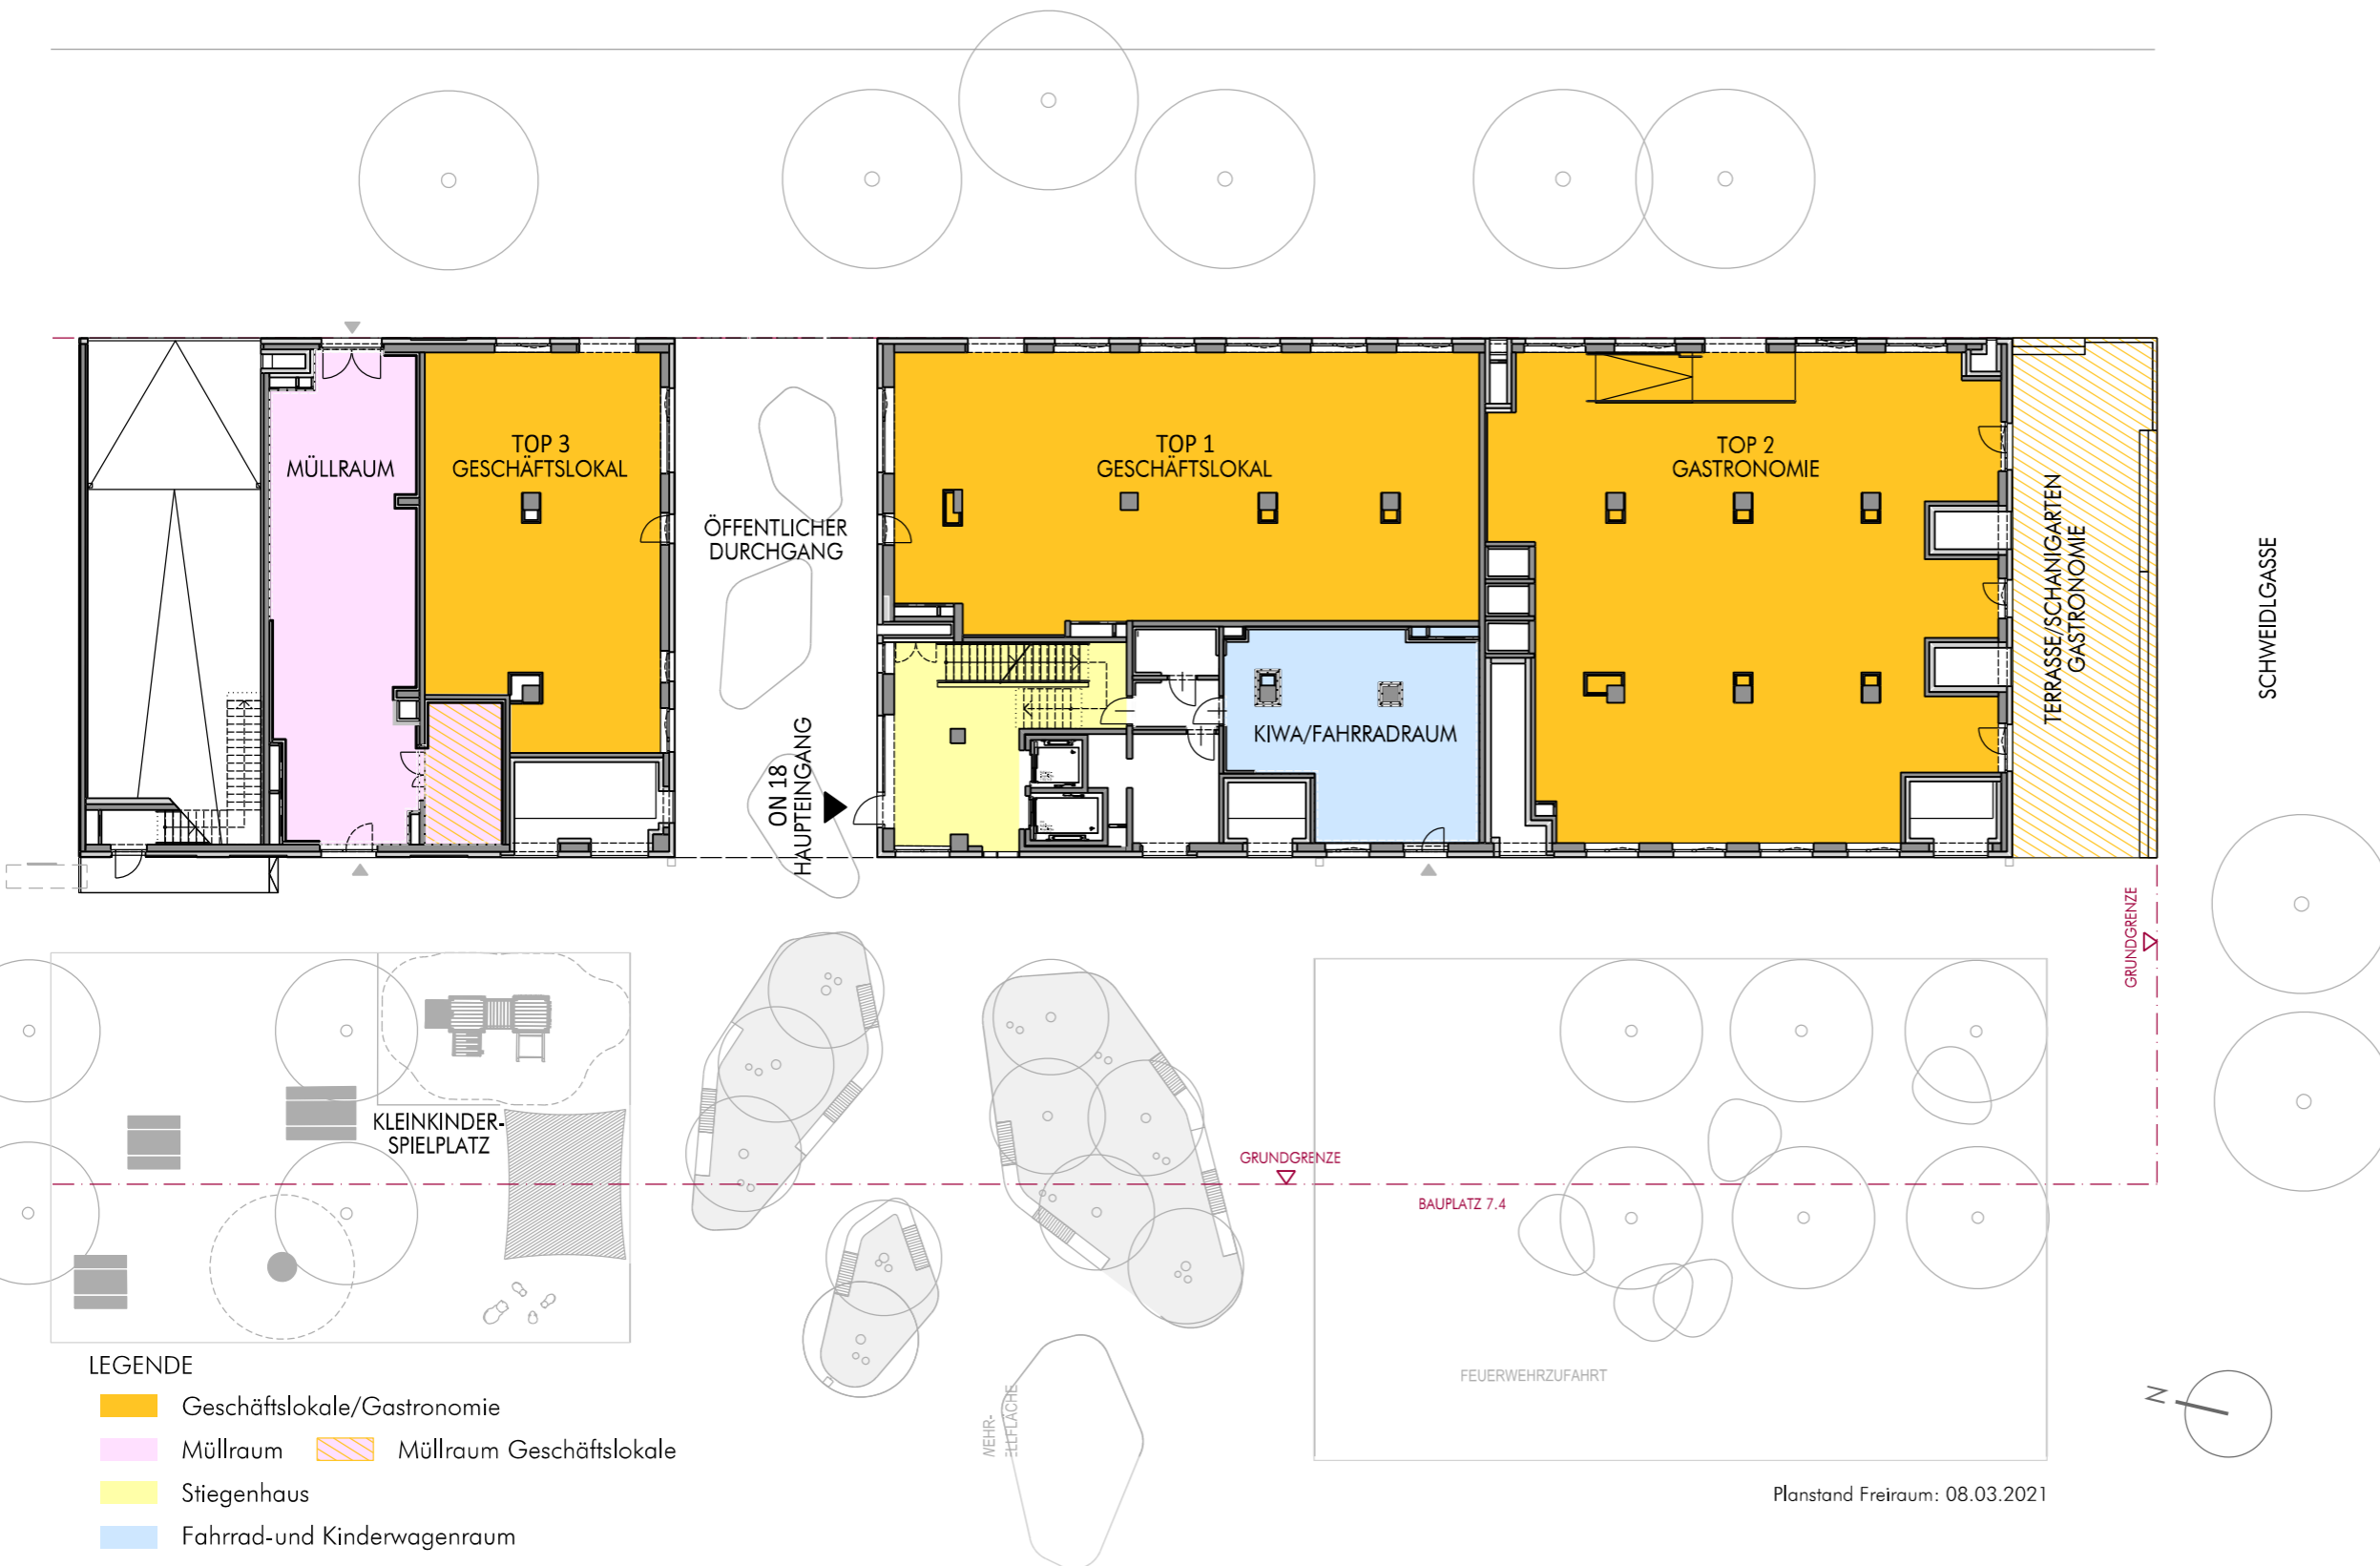 TOP 3
GESCHÄFTSLOKAL
MÜLLRAUM
TOP 1
GESCHÄFTSLOKAL
TOP 2
GASTRONOMIE
ÖFFENTLICHER
DURCHGANG
TERRASSE/SCHANIGARTEN
GASTRONOMIE
SCHWEIDLGASSE
KIWA/FAHRRADRAUM
ON 18
HAUPTEINGANG
GRUNDGRENZE
KLEINKINDER-
SPIELPLATZ
GRUNDGRENZE
BAUPLATZ 7.4
FEUERWEHRZUFAHRT
LEGENDE
Geschäftslokale/Gastronomie
Müllraum
Müllraum Geschäftslokale
Stiegenhaus
Fahrrad-und Kinderwagenraum
N
Planstand Freiraum: 08.03.2021